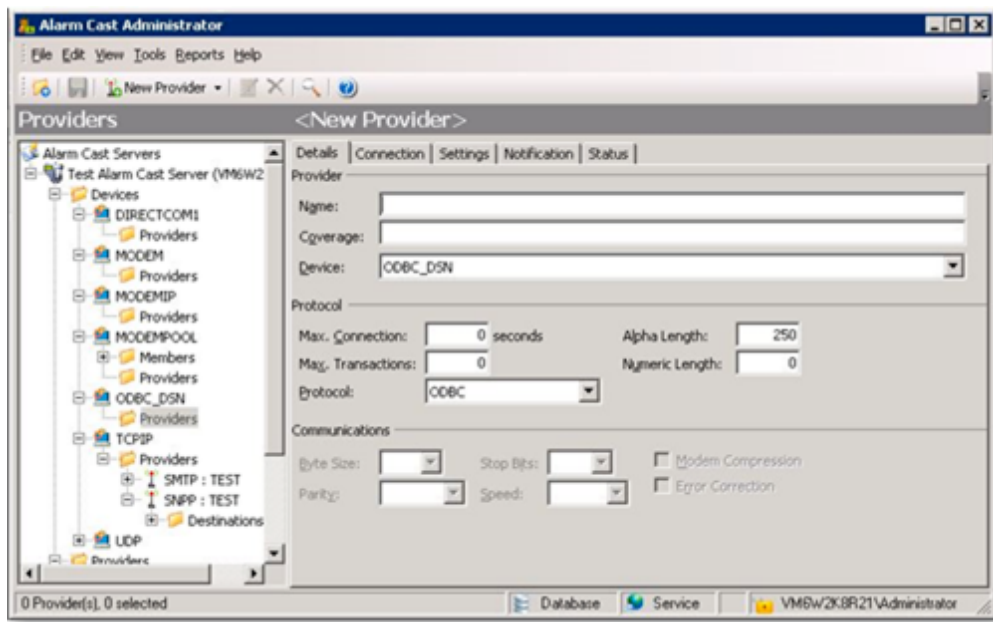 Alarm Cast Administrator
File Edit View Tools Reports Help
New Provider
Providers
<New Provider>
Alarm Cast Servers
Test Alarm Cast Server (VM6W2
Devices
DIRECTCOM1
Providers
MODEM
Providers
MODEMIP
Providers
MODEMPOOL
Members
Providers
ODBC_DSN
Providers
TCPIP
Providers
SMTP : TEST
SNPP : TEST
Destinations
UDP
Providers
Details Connection Settings Notification Status
Provider
Name:
Coverage:
Device: ODBC_DSN
Protocol
Max. Connection: 0 seconds Alpha Length: 250
Max. Transactions: 0 Numeric Length: 0
Protocol: ODBC
Communications
Byte Size: Stop Bits: Modem Compression
Parity: Speed: Error Correction
0 Provider(s), 0 selected Database Service VM6W2K8R21\Administrator